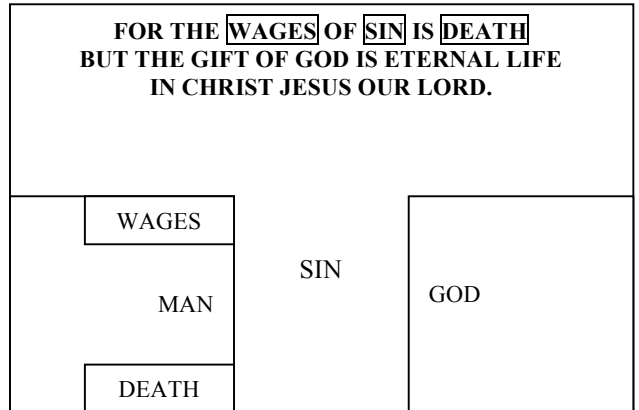 FOR THE WAGES OF SIN IS DEATH
BUT THE GIFT OF GOD IS ETERNAL LIFE
IN CHRIST JESUS OUR LORD.
WAGES
SIN
MAN
GOD
DEATH